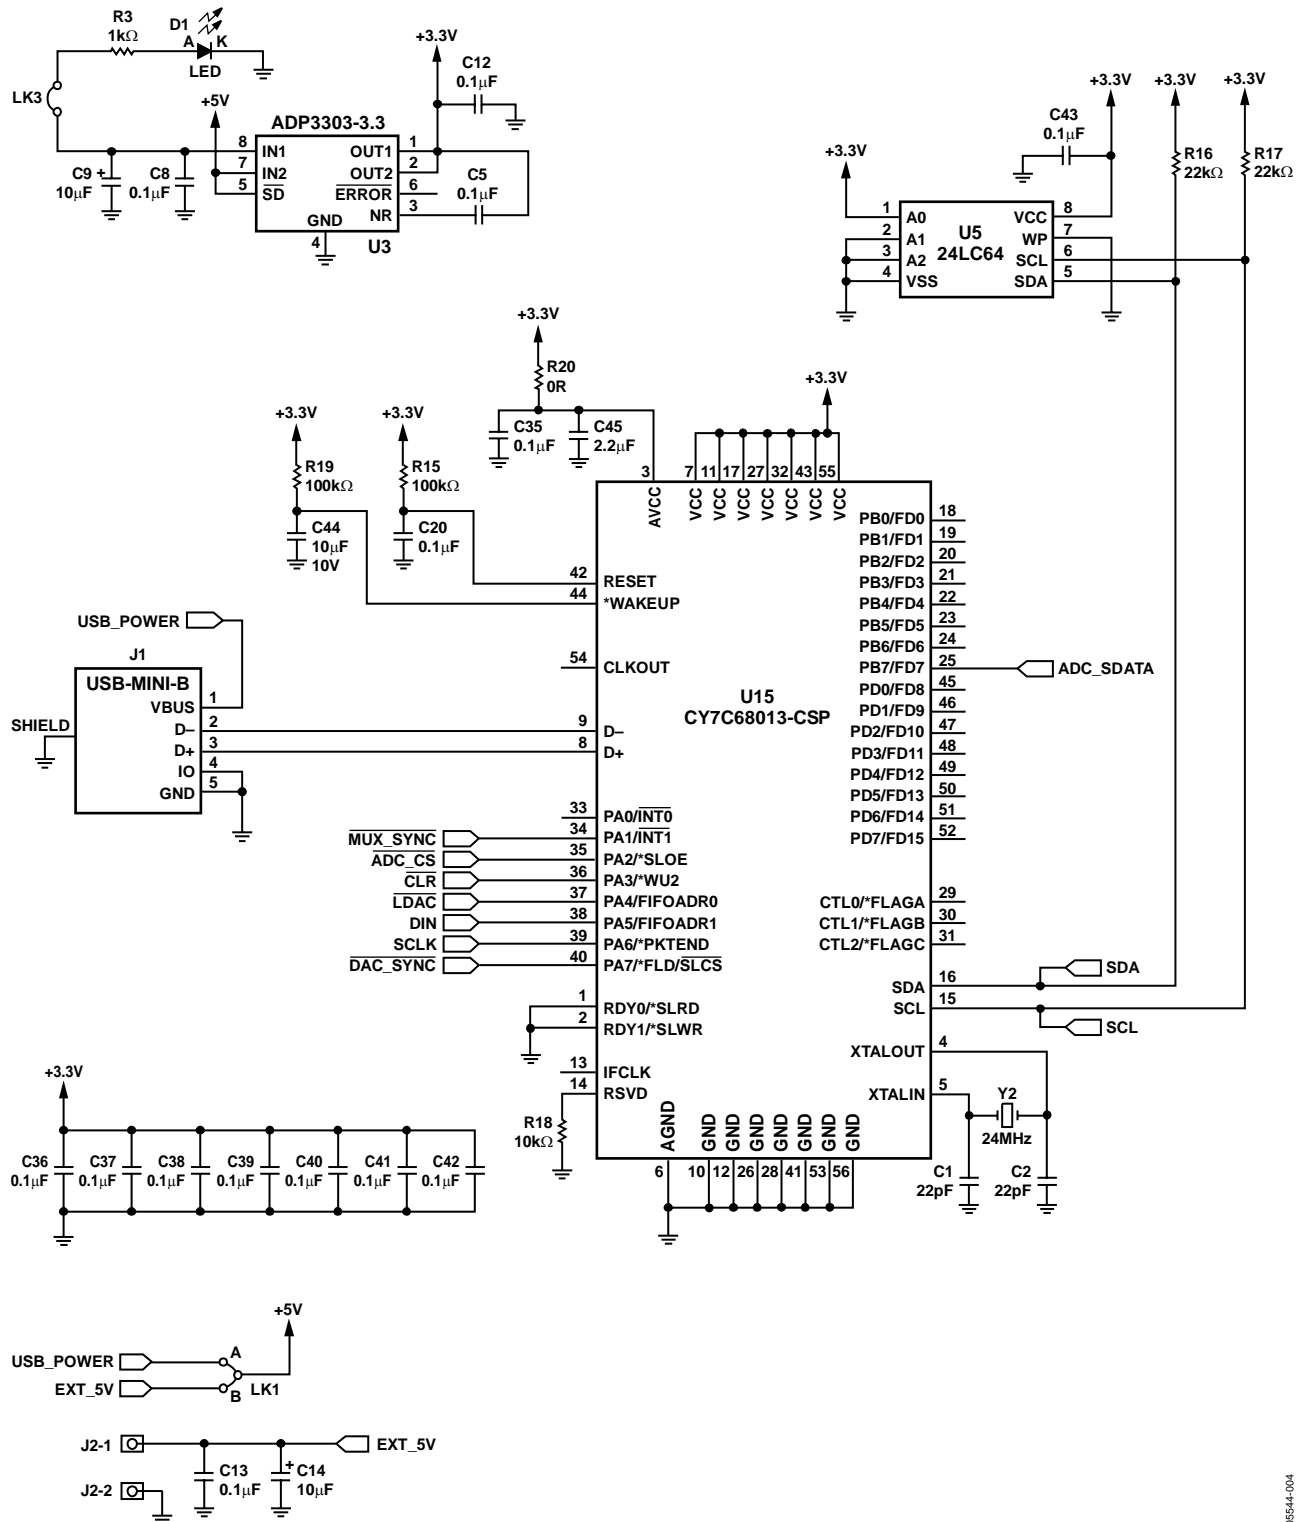 R3
1kΩ
D1
A
K
LED
LK3
+3.3V
C12
0.1μF
+5V
ADP3303-3.3
8 IN1
7 IN2
5 SD
OUT1 1
OUT2 2
ERROR 6
NR 3
GND
4
U3
C9 +
10μF
C8
0.1μF
C5
0.1μF
+3.3V
+3.3V
+3.3V
+3.3V
C43
0.1μF
R16
22kΩ
R17
22kΩ
U5
24LC64
1 A0
2 A1
3 A2
4 VSS
VCC 8
WP 7
SCL 6
SDA 5
+3.3V
R20
0R
C35
0.1μF
C45
2.2μF
+3.3V
R19
100kΩ
C44
10μF
10V
+3.3V
R15
100kΩ
C20
0.1μF
+3.3V
3 7 11 17 27 32 43 55
AVCC VCC VCC VCC VCC VCC VCC VCC
42 RESET
44 *WAKEUP
54 CLKOUT
U15
CY7C68013-CSP
9 D–
8 D+
33 PA0/INT0
34 PA1/INT1
35 PA2/*SLOE
36 PA3/*WU2
37 PA4/FIFOADR0
38 PA5/FIFOADR1
39 PA6/*PKTEND
40 PA7/*FLD/SLCS
1 RDY0/*SLRD
2 RDY1/*SLWR
13 IFCLK
14 RSVD
PB0/FD0 18
PB1/FD1 19
PB2/FD2 20
PB3/FD3 21
PB4/FD4 22
PB5/FD5 23
PB6/FD6 24
PB7/FD7 25
PD0/FD8 45
PD1/FD9 46
PD2/FD10 47
PD3/FD11 48
PD4/FD12 49
PD5/FD13 50
PD6/FD14 51
PD7/FD15 52
CTL0/*FLAGA 29
CTL1/*FLAGB 30
CTL2/*FLAGC 31
SDA 16
SCL 15
XTALOUT 4
XTALIN 5
AGND GND GND GND GND GND GND GND
6 10 12 26 28 41 53 56
ADC_SDATA
SDA
SCL
Y2
24MHz
C1
22pF
C2
22pF
USB_POWER
J1
USB-MINI-B
VBUS 1
D– 2
D+ 3
IO 4
GND 5
SHIELD
MUX_SYNC
ADC_CS
CLR
LDAC
DIN
SCLK
DAC_SYNC
R18
10kΩ
+3.3V
C36
0.1μF
C37
0.1μF
C38
0.1μF
C39
0.1μF
C40
0.1μF
C41
0.1μF
C42
0.1μF
+5V
USB_POWER
A
EXT_5V
B
LK1
J2-1
EXT_5V
C13
0.1μF
+ C14
10μF
J2-2
05544-004